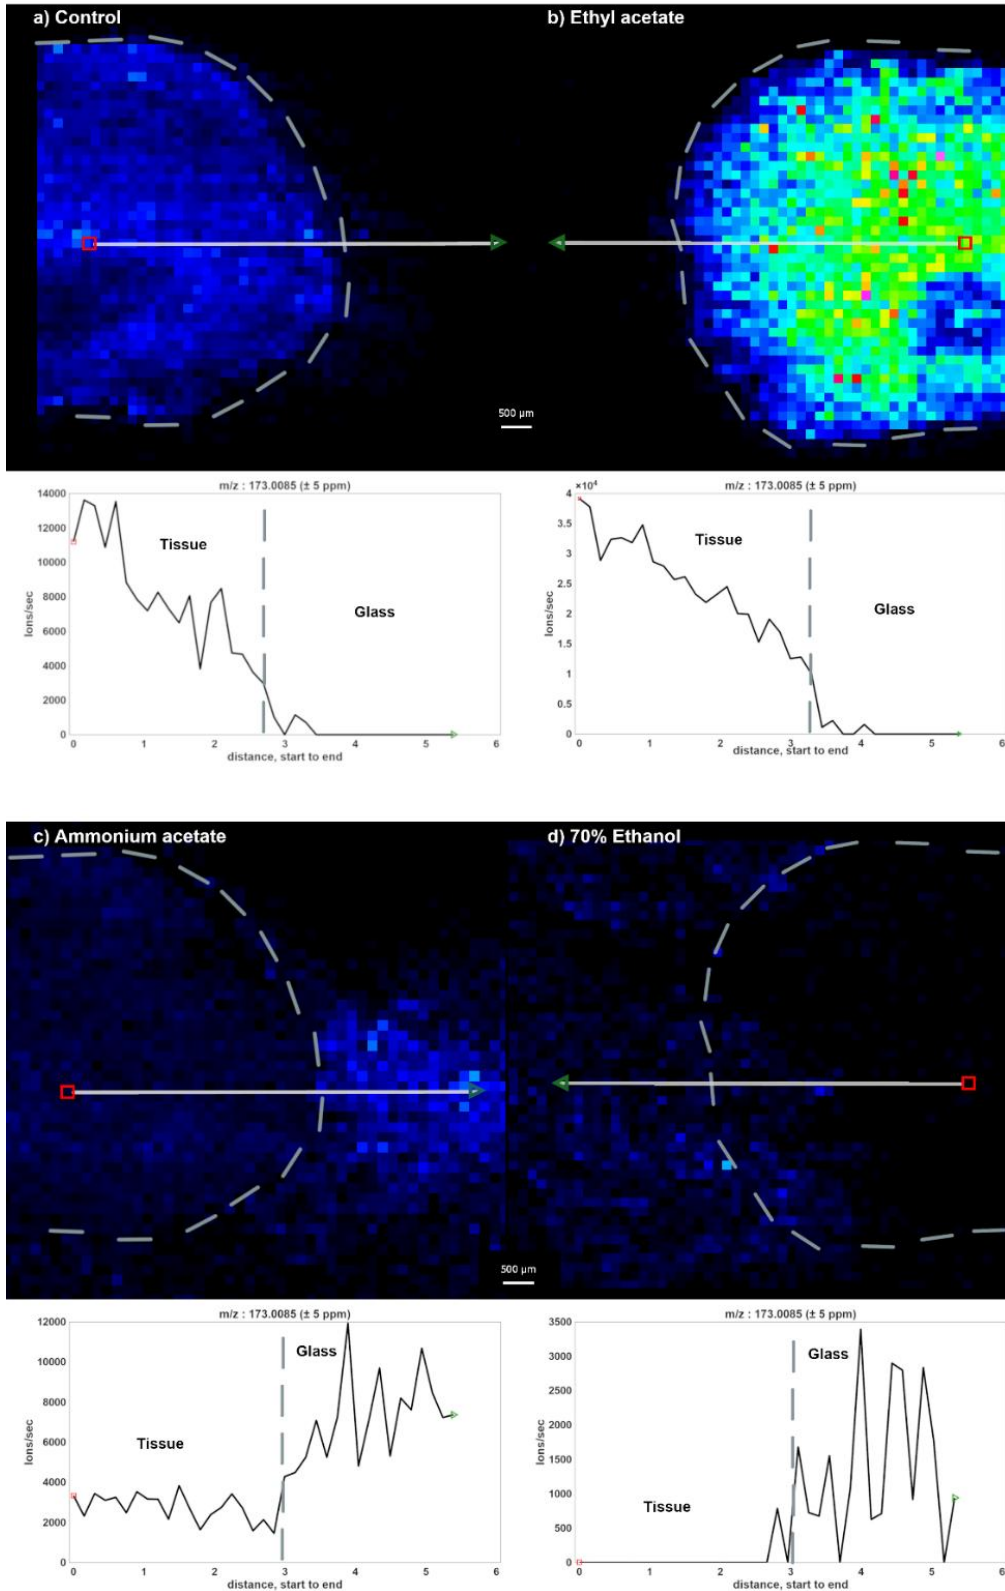 a) Control
b) Ethyl acetate
500 µm
m/z : 173.0085 (± 5 ppm)
14000
12000
10000
8000
6000
4000
2000
0
Ions/sec
Tissue
Glass
0 1 2 3 4 5 6
distance, start to end
m/z : 173.0085 (± 5 ppm)
×10⁴
4
3.5
3
2.5
2
1.5
1
0.5
0
Ions/sec
Tissue
Glass
0 1 2 3 4 5 6
distance, start to end
c) Ammonium acetate
d) 70% Ethanol
500 µm
m/z : 173.0085 (± 5 ppm)
12000
10000
8000
6000
4000
2000
0
Ions/sec
Glass
Tissue
0 1 2 3 4 5 6
distance, start to end
m/z : 173.0085 (± 5 ppm)
3500
3000
2500
2000
1500
1000
500
0
Ions/sec
Glass
Tissue
0 1 2 3 4 5 6
distance, start to end